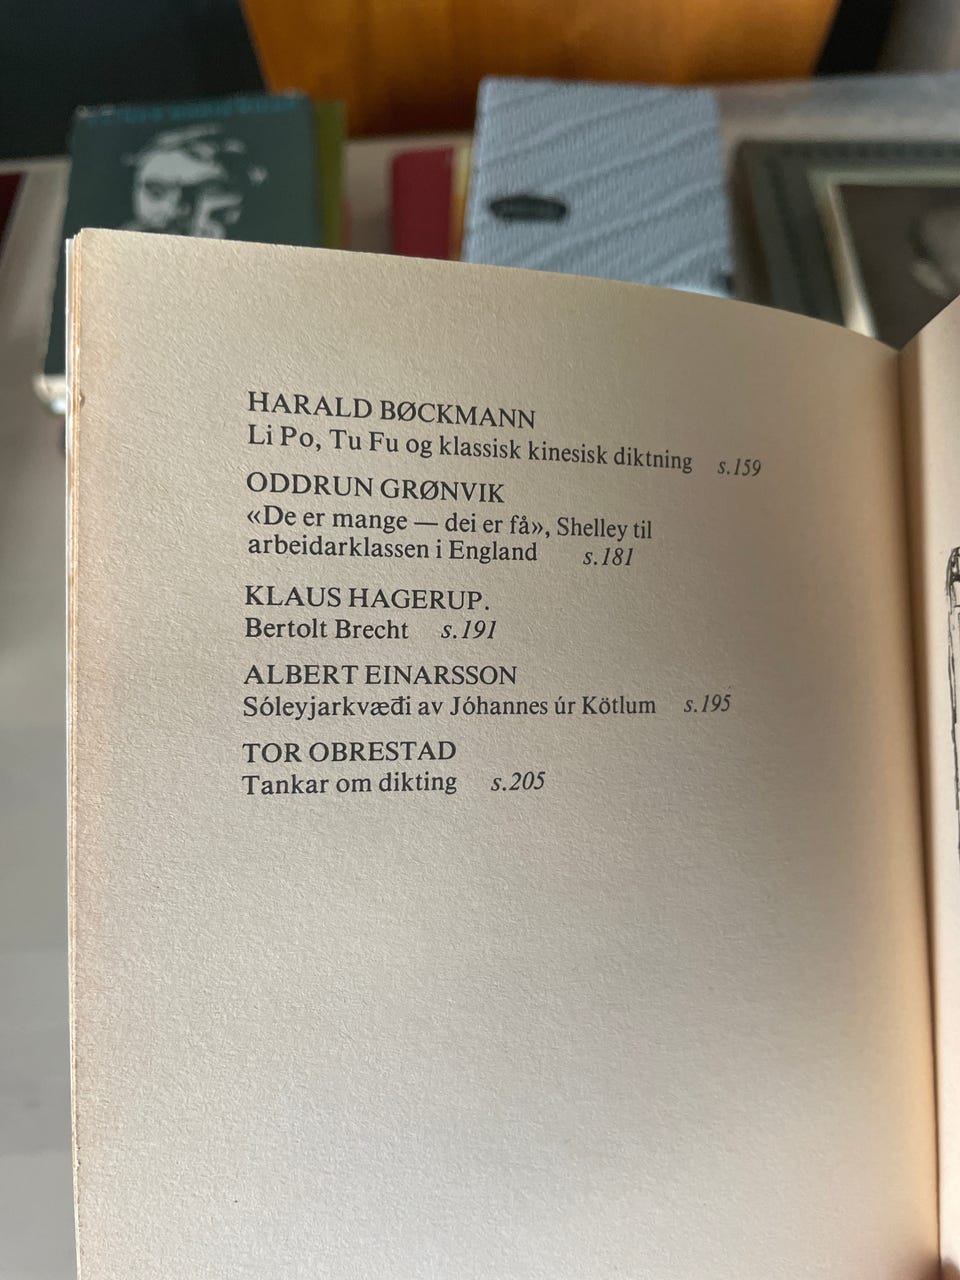 HARALD BØCKMANN
Li Po, Tu Fu og klassisk kinesisk diktning s.159
ODDRUN GRØNVIK
«De er mange — dei er få», Shelley til
arbeidarklassen i England s.181
KLAUS HAGERUP.
Bertolt Brecht s.191
ALBERT EINARSSON
Sóleyjarkvæði av Jóhannes úr Kötlum s.195
TOR OBRESTAD
Tankar om dikting s.205